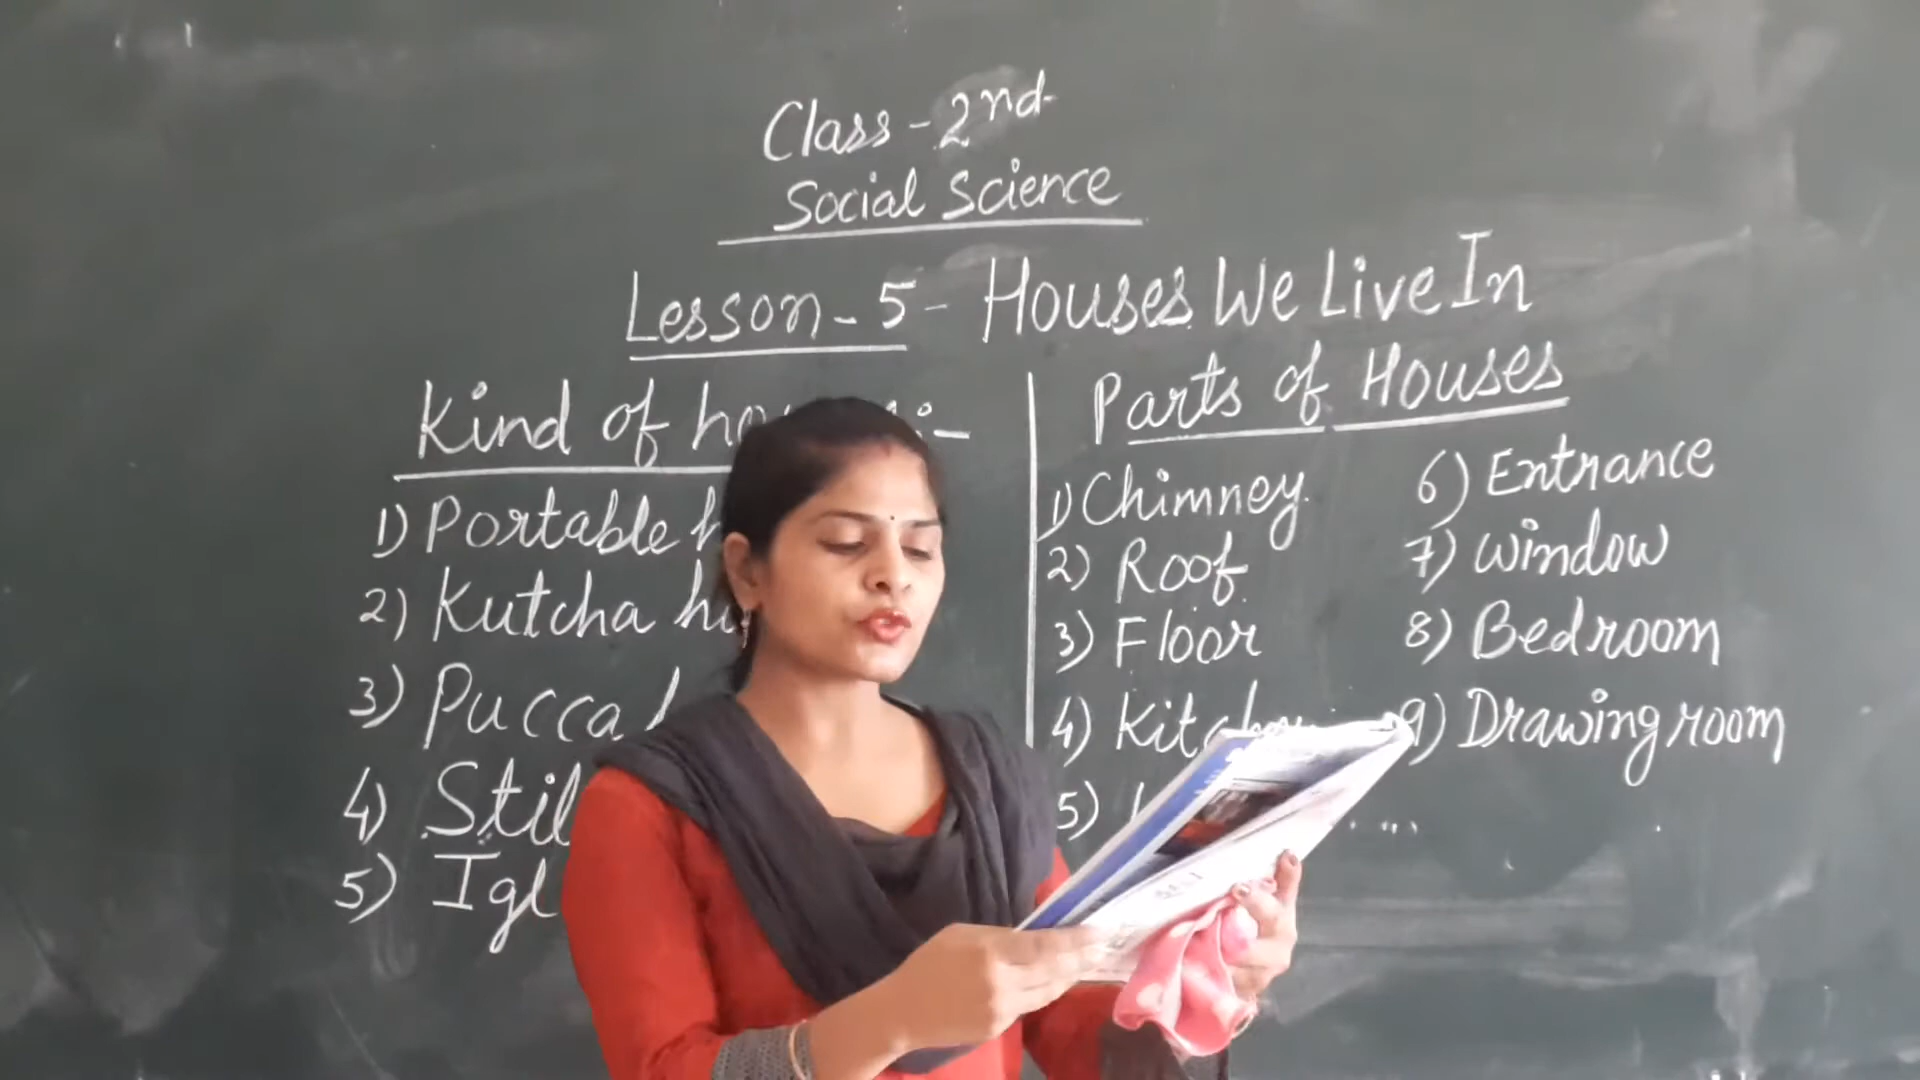 Class - 2nd
Social Science
Lesson - 5 - Houses We Live In
Kind of :-
1) Portable
2) Kutcha
3) Pucca
4)
5)
Parts of Houses
1) Chimney
2) Roof
3) Floor
4) Kitchen
5)
6) Entrance
7) Window
8) Bedroom
9) Drawing room